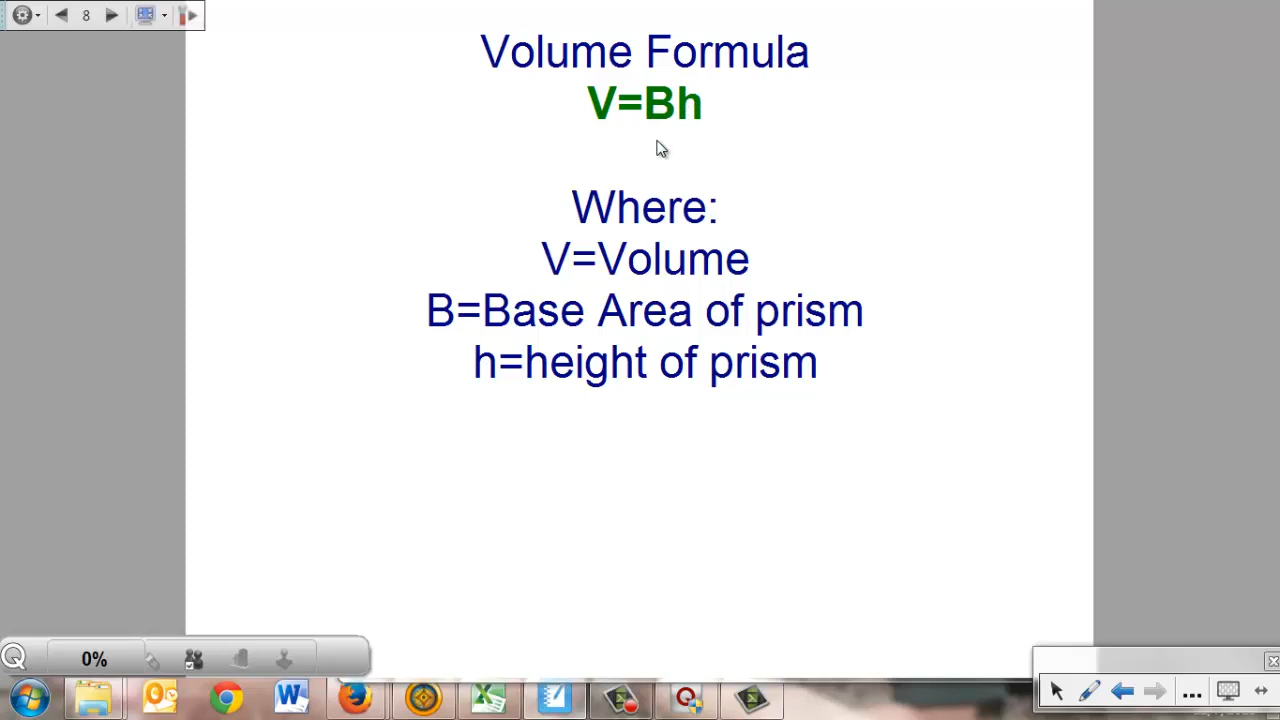 8
Volume Formula
V=Bh
Where:
V=Volume
B=Base Area of prism
h=height of prism
0%